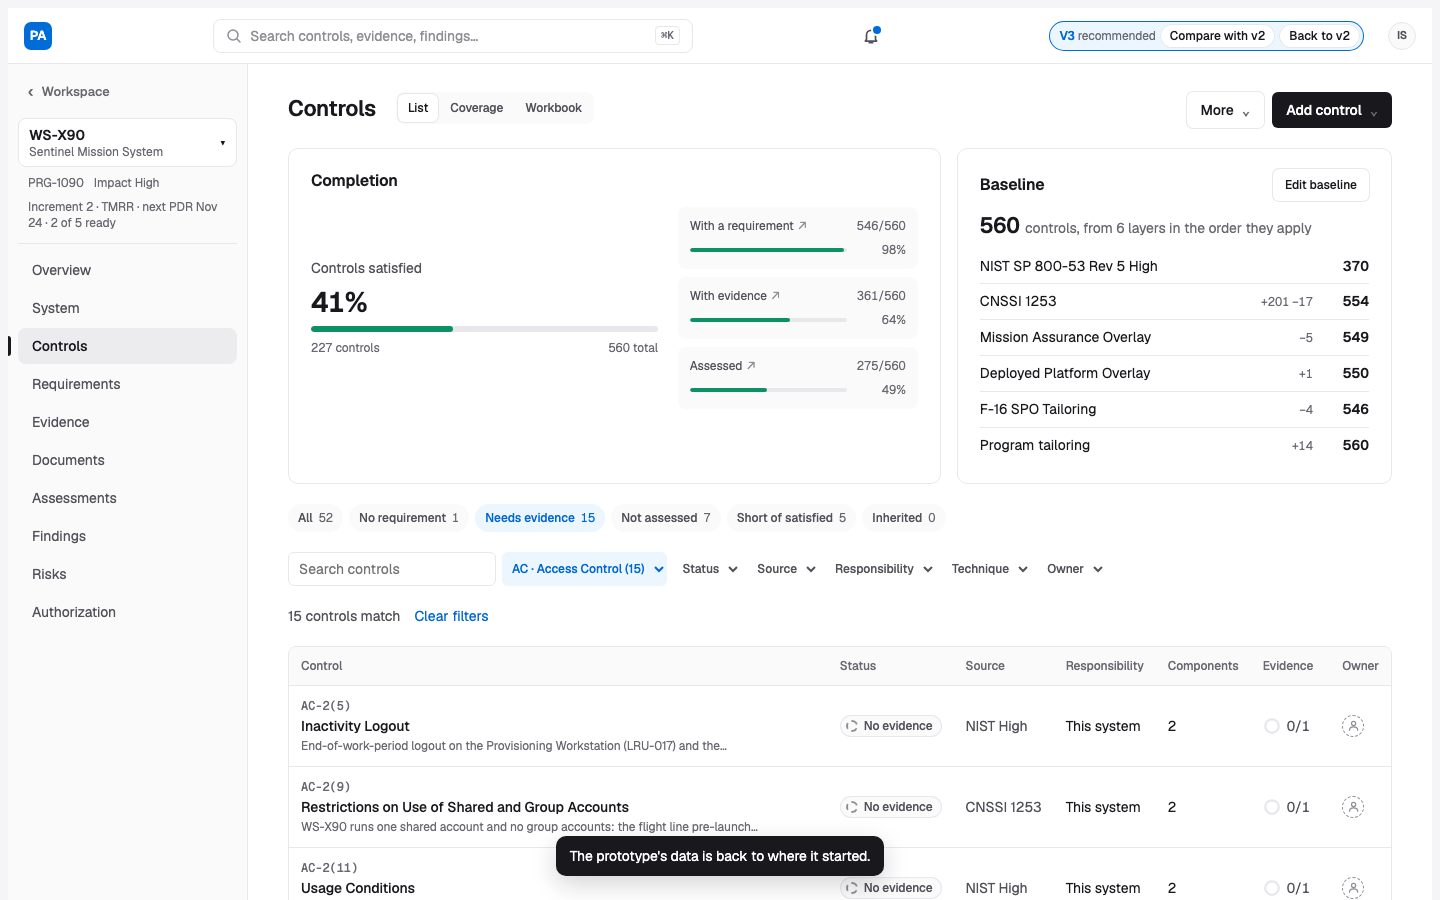 PA
Search controls, evidence, findings...
⌘K
V3 recommended
Compare with v2
Back to v2
IS
‹ Workspace
WS-X90
Sentinel Mission System
PRG-1090 Impact High
Increment 2 · TMRR · next PDR Nov
24 · 2 of 5 ready
Overview
System
Controls
Requirements
Evidence
Documents
Assessments
Findings
Risks
Authorization
Controls
List
Coverage
Workbook
More
Add control
Completion
Controls satisfied
41%
227 controls
560 total
With a requirement ↗ 546/560
98%
With evidence ↗ 361/560
64%
Assessed ↗ 275/560
49%
Baseline
Edit baseline
560 controls, from 6 layers in the order they apply
NIST SP 800-53 Rev 5 High 370
CNSSI 1253 +201 −17 554
Mission Assurance Overlay −5 549
Deployed Platform Overlay +1 550
F-16 SPO Tailoring −4 546
Program tailoring +14 560
All 52
No requirement 1
Needs evidence 15
Not assessed 7
Short of satisfied 5
Inherited 0
Search controls
AC · Access Control (15)
Status
Source
Responsibility
Technique
Owner
15 controls match
Clear filters
Control Status Source Responsibility Components Evidence Owner
AC-2(5)
Inactivity Logout
End-of-work-period logout on the Provisioning Workstation (LRU-017) and the...
No evidence NIST High This system 2 0/1
AC-2(9)
Restrictions on Use of Shared and Group Accounts
WS-X90 runs one shared account and no group accounts: the flight line pre-launch...
No evidence CNSSI 1253 This system 2 0/1
AC-2(11)
Usage Conditions
No evidence NIST High This system 2 0/1
The prototype's data is back to where it started.